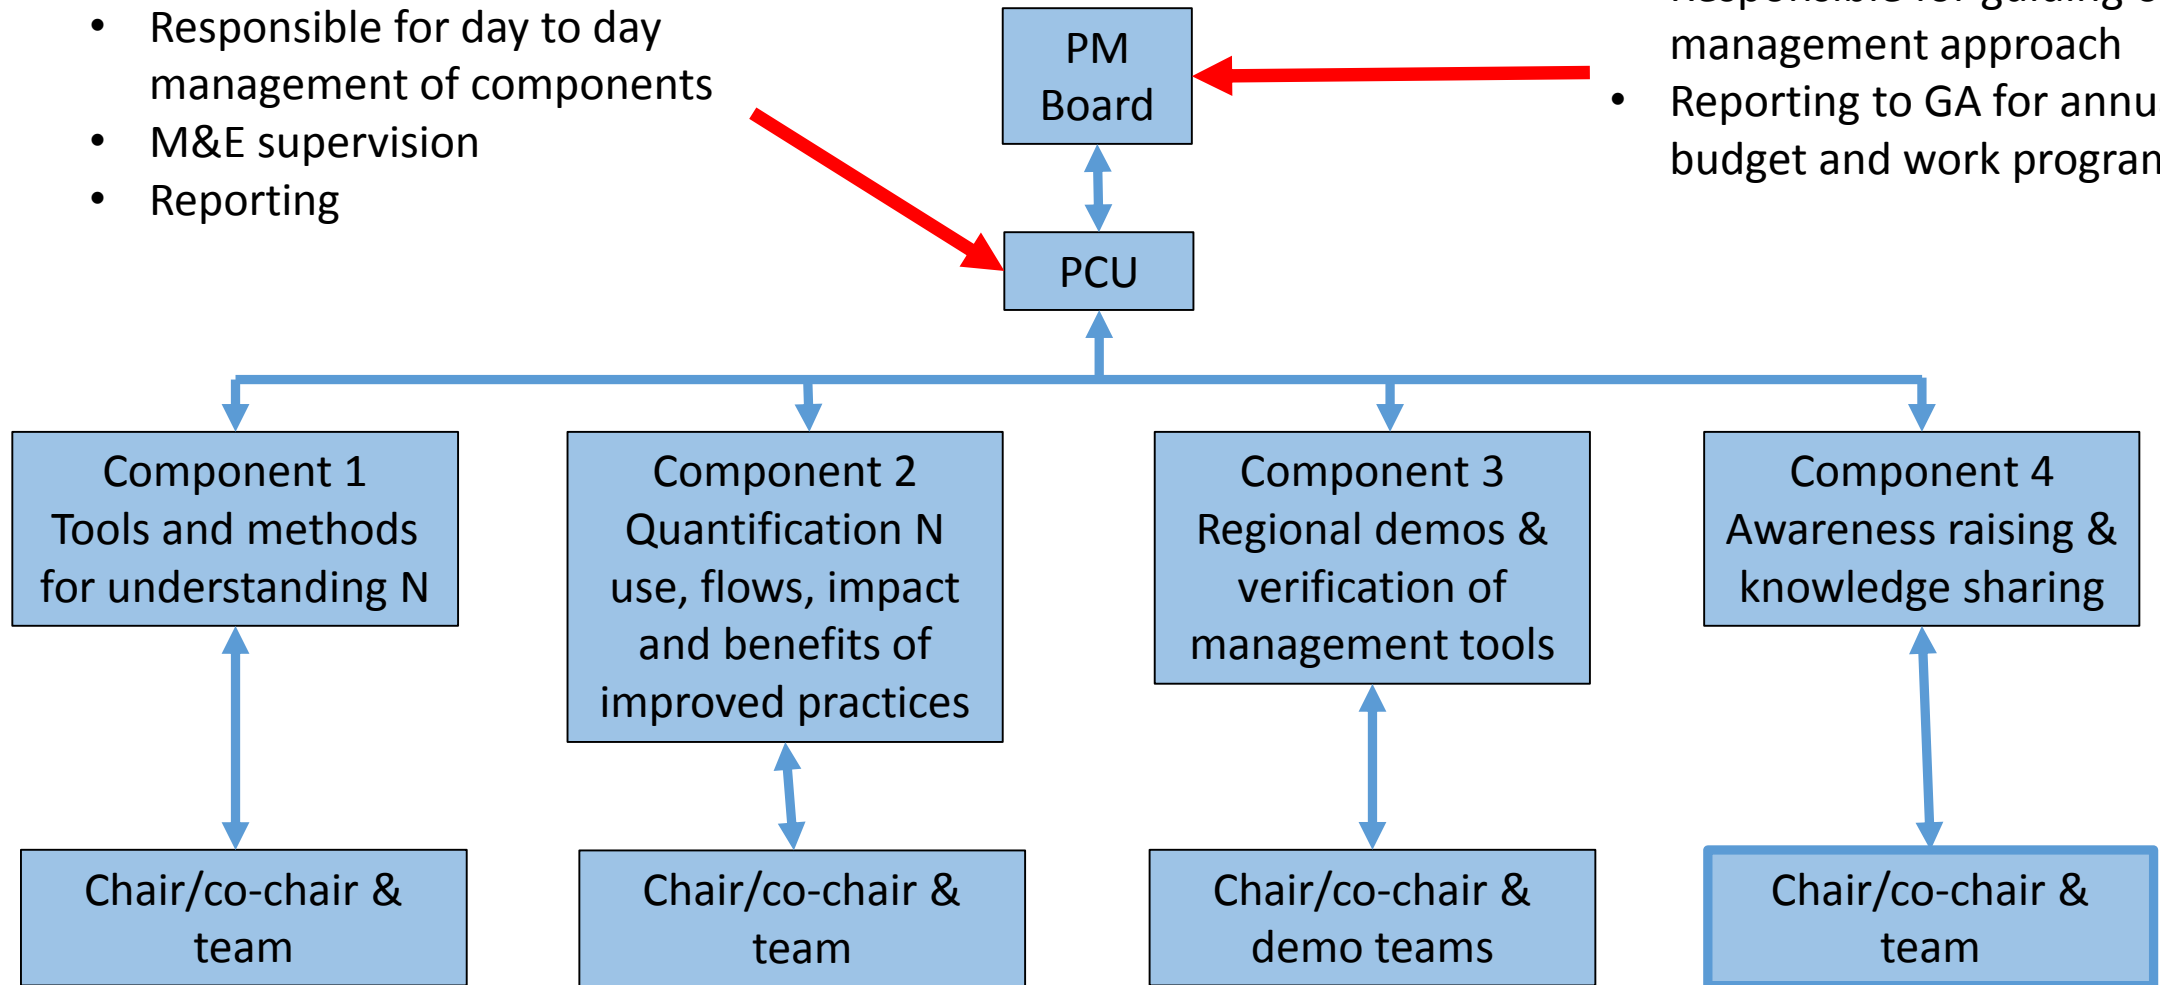 • Responsible for day to day
management of components
• M&E supervision
• Reporting
PM
Board
Responsible for guiding
management approach
• Reporting to GA for
budget and work
PCU
Component 1
Tools and methods
for understanding N
Component 2
Quantification N
use, flows, impact
and benefits of
improved practices
Component 3
Regional demos &
verification of
management tools
Component 4
Awareness raising &
knowledge sharing
Chair/co-chair &
team
Chair/co-chair &
team
Chair/co-chair &
demo teams
Chair/co-chair &
team